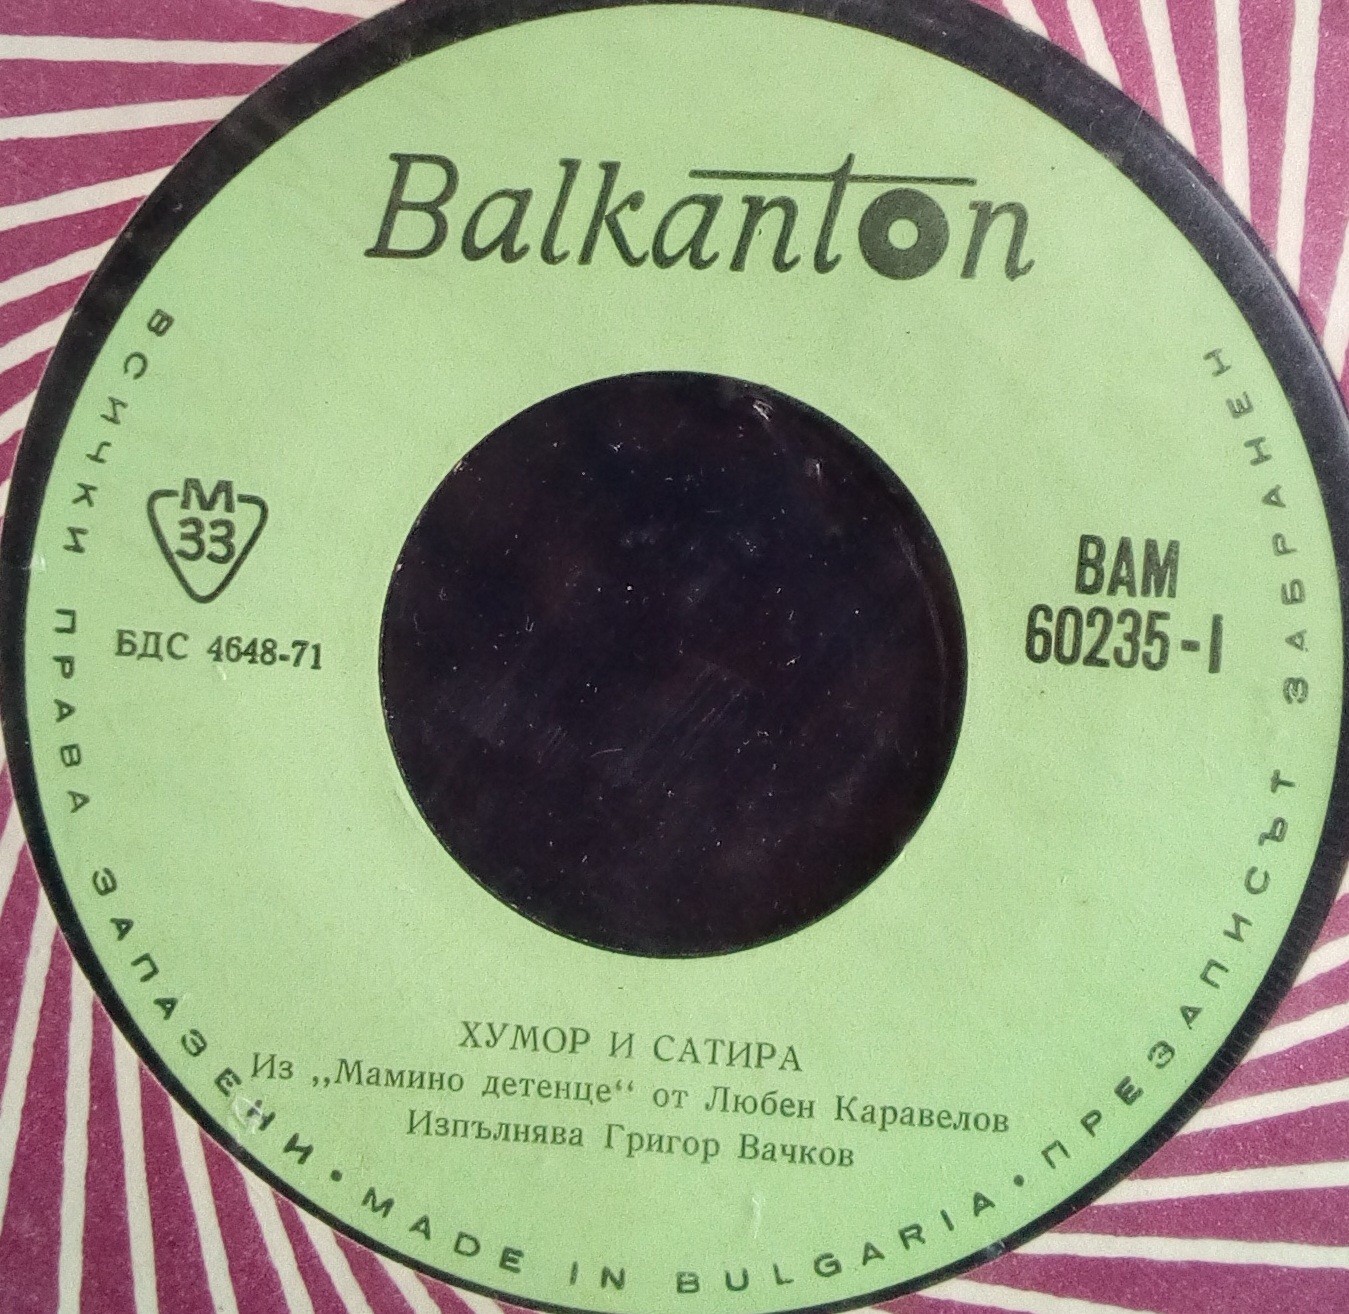 Balkanton
М
33
БДС 4648-71
ВАМ
60235-I
ХУМОР И САТИРА
Из „Мамино детенце“ от Любен Каравелов
Изпълнява Григор Вачков
ВСИЧКИ ПРАВА ЗАПАЗЕНИ • MADE IN BULGARIA • ПРЕЗАПИСЪТ ЗАБРАНЕН